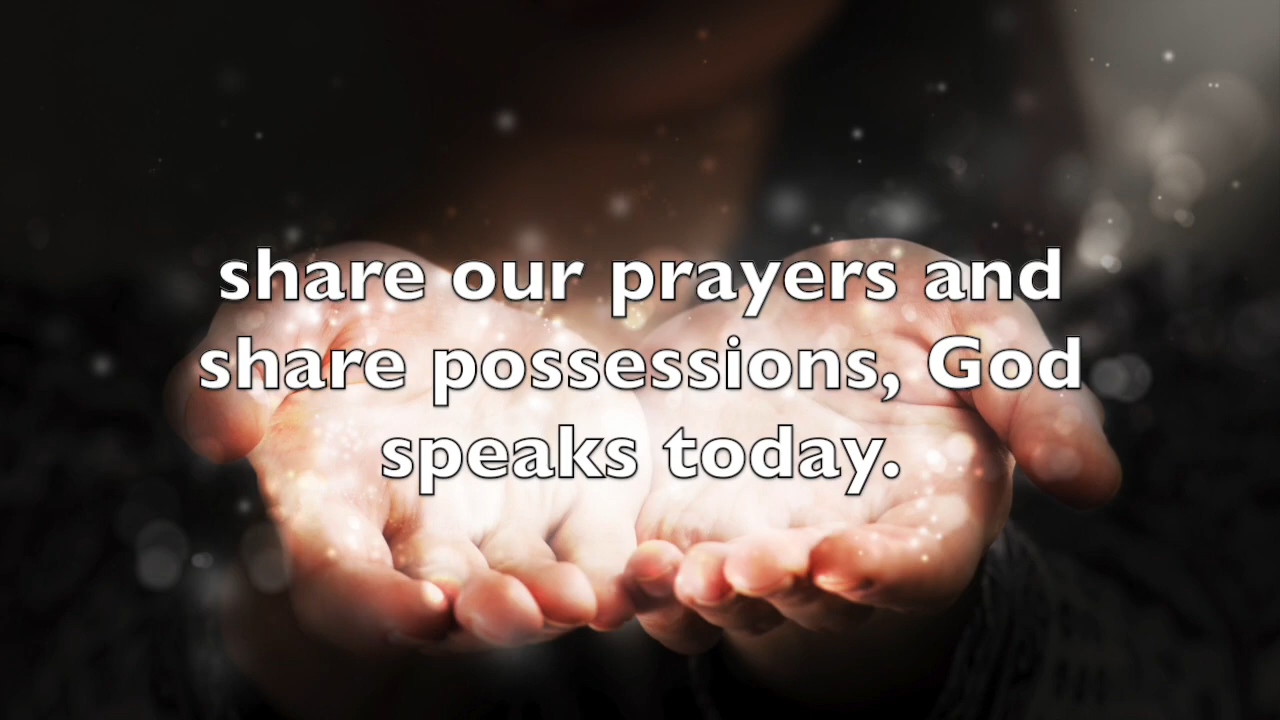 share our prayers and
share possessions, God
speaks today.